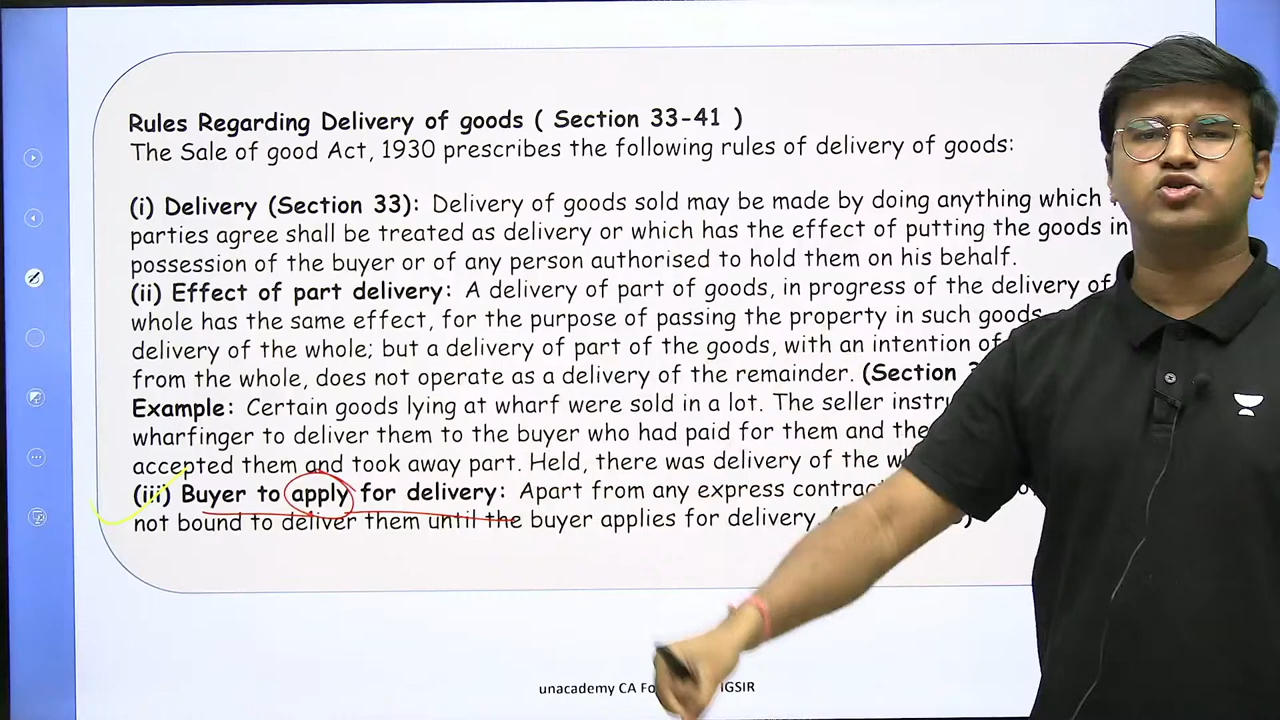 Rules Regarding Delivery of goods ( Section 33-41 )
The Sale of good Act, 1930 prescribes the following rules of delivery of goods:
(i) Delivery (Section 33): Delivery of goods sold may be made by doing anything which
parties agree shall be treated as delivery or which has the effect of putting the goods in
possession of the buyer or of any person authorised to hold them on his behalf.
(ii) Effect of part delivery: A delivery of part of goods, in progress of the delivery of
whole has the same effect, for the purpose of passing the property in such goods
delivery of the whole; but a delivery of part of the goods, with an intention of
from the whole, does not operate as a delivery of the remainder. (Section
Example: Certain goods lying at wharf were sold in a lot. The seller
wharfinger to deliver them to the buyer who had paid for them and
accepted them and took away part. Held, there was delivery of the
(iii) Buyer to apply for delivery: Apart from any express
not bound to deliver them until the buyer applies for delivery.
unacademy CA